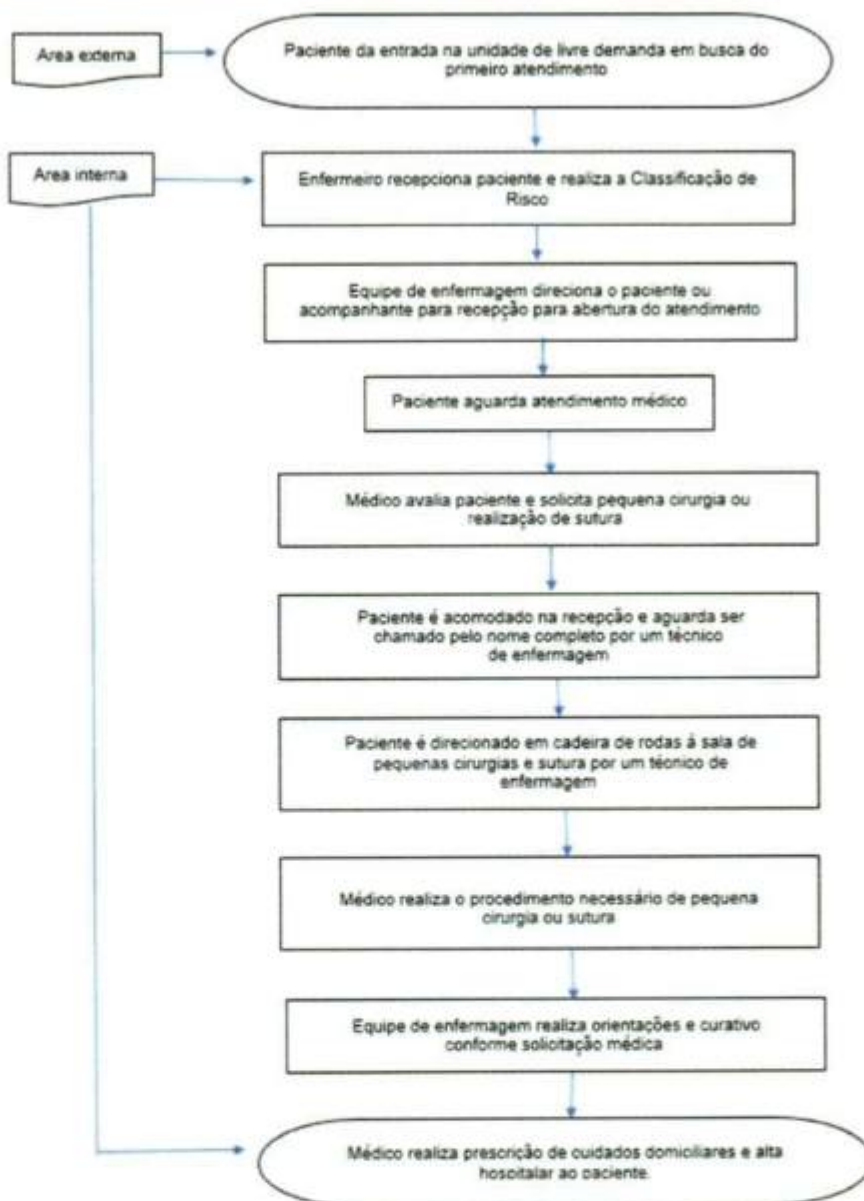 Area externa
Paciente da entrada na unidade de livre demanda em busca do
primeiro atendimento
Area interna
Enfermeiro recepciona paciente e realiza a Classificação de
Risco
Equipe de enfermagem direciona o paciente ou
acompanhante para recepção para abertura do atendimento
Paciente aguarda atendimento médico
Médico avalia paciente e solicita pequena cirurgia ou
realização de sutura
Paciente é acomodado na recepção e aguarda ser
chamado pelo nome completo por um técnico
de enfermagem
Paciente é direcionado em cadeira de rodas á sala de
pequenas cirurgias e sutura por um técnico de
enfermagem
Médico realiza o procedimento necessário de pequena
cirurgia ou sutura
Equipe de enfermagem realiza orientações e curativo
conforme solicitação médica
Médico realiza prescrição de cuidados domiciliares e alta
hospitalar ao paciente.